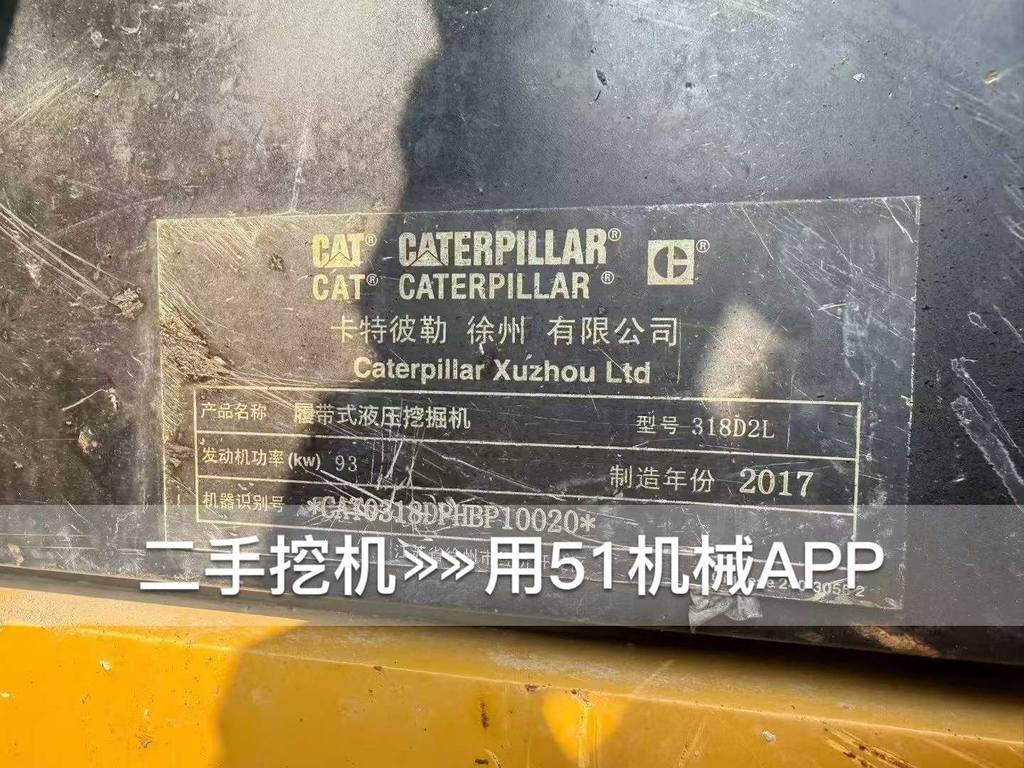 CAT® CATERPILLAR®
CAT® CATERPILLAR®
卡特彼勒 徐州 有限公司
Caterpillar Xuzhou Ltd
产品名称 履带式液压挖掘机 型号 318D2L
发动机功率(kw) 93 制造年份 2017
机器识别号 *CAT0318DPHBP10020*
二手挖机>>>>用51机械APP